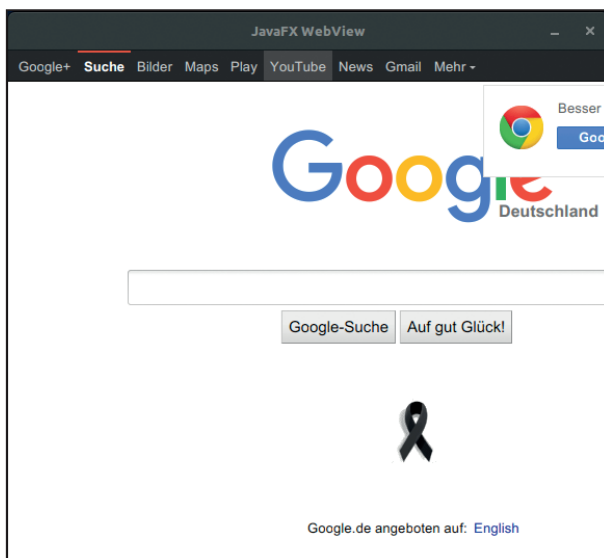 JavaFX WebView
Google+ Suche Bilder Maps Play YouTube News Gmail Mehr
Besser
Goo
Google
Deutschland
Google-Suche Auf gut Glück!
Google.de angeboten auf: English